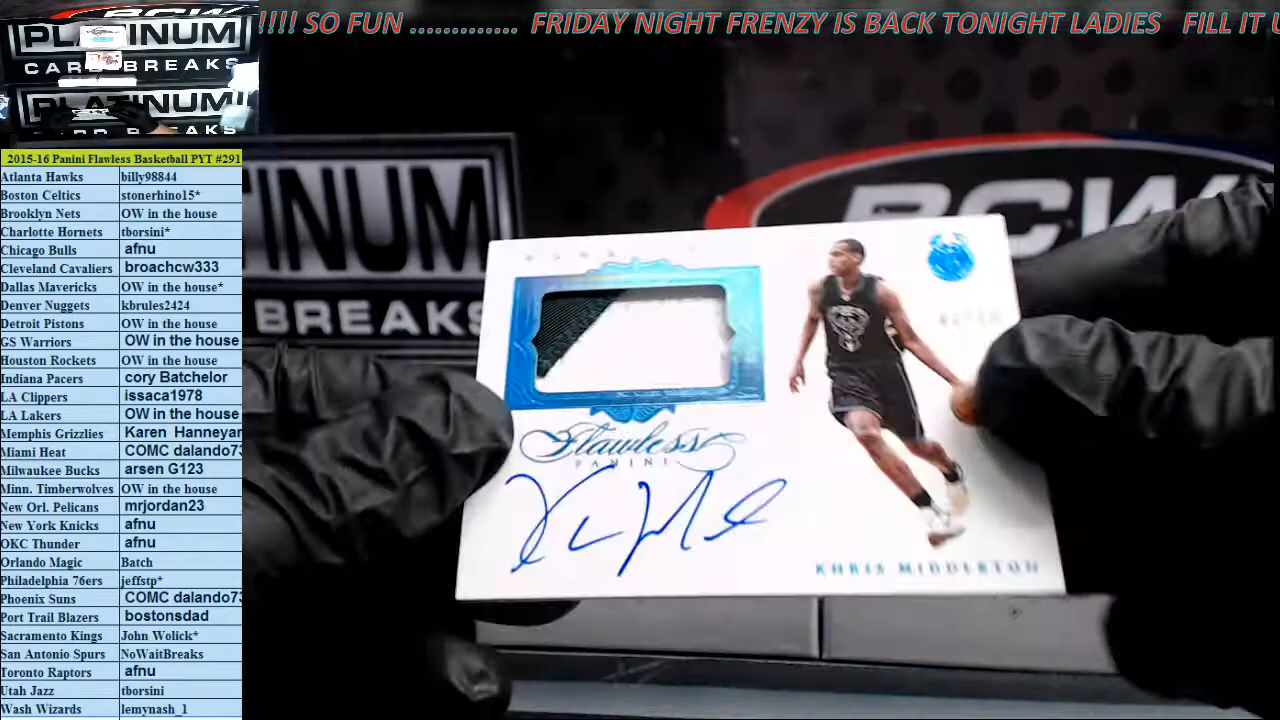 !!!! SO FUN ............. FRIDAY NIGHT FRENZY IS BACK TONIGHT LADIES FILL IT U
PLATINUM
CARD BREAKS
PLATINUM
CARD BREAKS
2015-16 Panini Flawless Basketball PYT #291
Atlanta Hawks billy98844
Boston Celtics stonerhino15*
Brooklyn Nets OW in the house
Charlotte Hornets tborsini*
Chicago Bulls afnu
Cleveland Cavaliers broachcw333
Dallas Mavericks OW in the house*
Denver Nuggets kbrules2424
Detroit Pistons OW in the house
GS Warriors OW in the house
Houston Rockets OW in the house
Indiana Pacers cory Batchelor
LA Clippers issaca1978
LA Lakers OW in the house
Memphis Grizzlies Karen Hanneyar
Miami Heat COMC dalando73
Milwaukee Bucks arsen G123
Minn. Timberwolves OW in the house
New Orl. Pelicans mrjordan23
New York Knicks afnu
OKC Thunder afnu
Orlando Magic Batch
Philadelphia 76ers jeffstp*
Phoenix Suns COMC dalando73
Port Trail Blazers bostonsdad
Sacramento Kings John Wolick*
San Antonio Spurs NoWaitBreaks
Toronto Raptors afnu
Utah Jazz tborsini
Wash Wizards lemynash_1
TINUM
BREAKS
BCW
Flawless
PANINI
KHRIS MIDDLETON